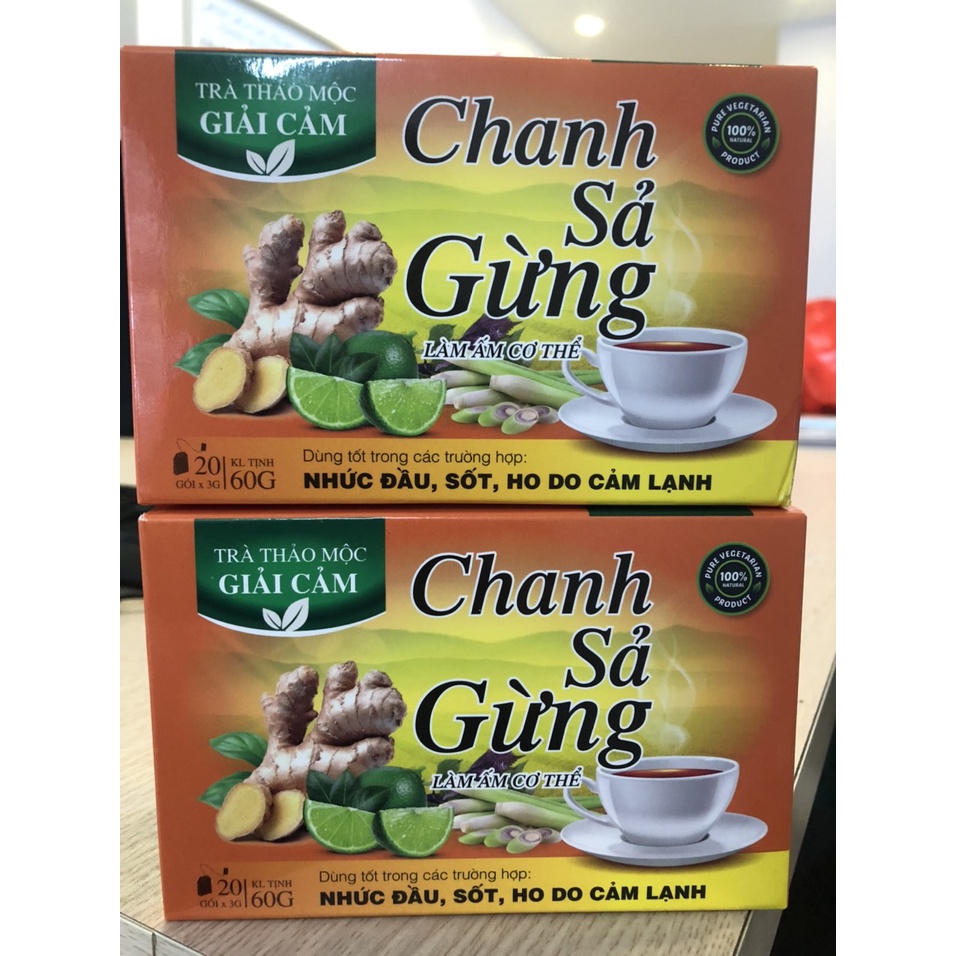 TRÀ THẢO MỘC
GIẢI CẢM
Chanh
Sả
Gừng
LÀM ẤM CƠ THỂ
PURE VEGETARIAN
100%
NATURAL
PRODUCT
20
GÓI x 3G
KL TỊNH
60G
Dùng tốt trong các trường hợp:
NHỨC ĐẦU, SỐT, HO DO CẢM LẠNH
TRÀ THẢO MỘC
GIẢI CẢM
Chanh
Sả
Gừng
LÀM ẤM CƠ THỂ
PURE VEGETARIAN
100%
NATURAL
PRODUCT
20
GÓI x 3G
KL TỊNH
60G
Dùng tốt trong các trường hợp:
NHỨC ĐẦU, SỐT, HO DO CẢM LẠNH